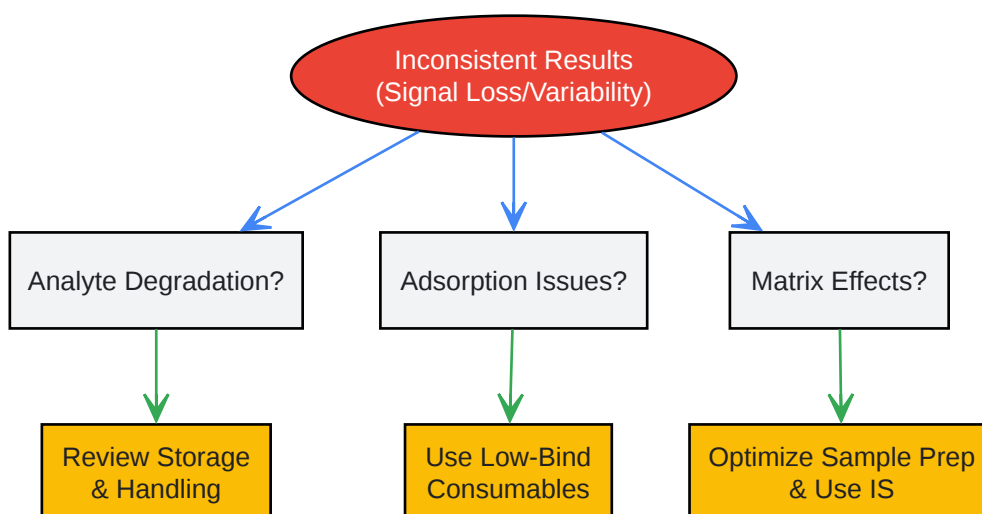 Inconsistent Results
(Signal Loss/Variability)
Analyte Degradation?
Adsorption Issues?
Matrix Effects?
Review Storage
& Handling
Use Low-Bind
Consumables
Optimize Sample Prep
& Use IS